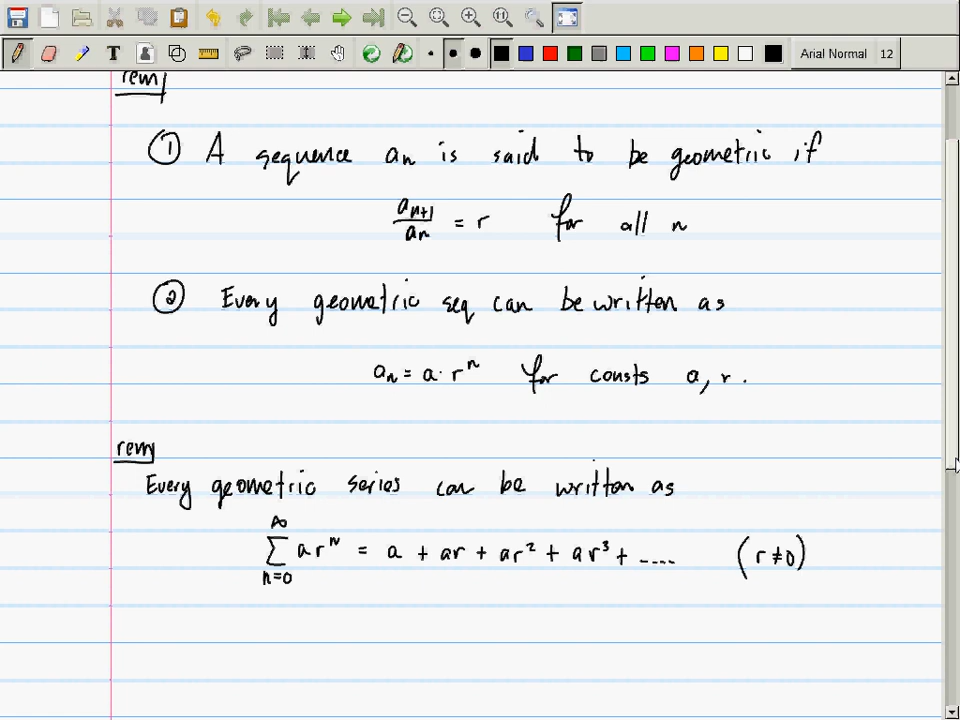 Arial Normal 12
rem
① A sequence aₙ is said to be geometric if
aₙ₊₁/aₙ = r for all n
② Every geometric seq can be written as
aₙ = a · rⁿ for consts a, r.
rem
Every geometric series can be written as
∑_{n=0}^{∞} arⁿ = a + ar + ar² + ar³ + .... (r ≠ 0)